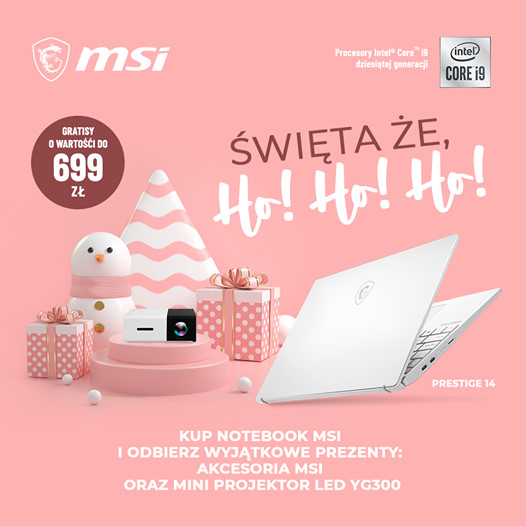 msi
Procesory Intel® Core™ i9
dziesiątej generacji
intel®
CORE i9
GRATISY
O WARTOŚCI DO
699
ZŁ
ŚWIĘTA ŻE,
Ho! Ho! Ho!
PRESTIGE 14
KUP NOTEBOOK MSI
I ODBIERZ WYJĄTKOWE PREZENTY:
AKCESORIA MSI
ORAZ MINI PROJEKTOR LED YG300